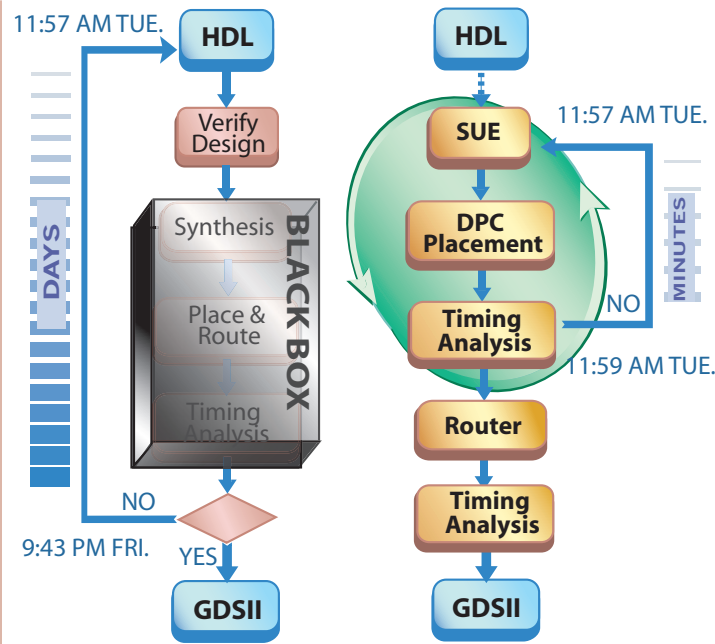 11:57 AM TUE.
HDL
Verify
Design
Synthesis
Place &
Route
Timing
Analysis
BLACK BOX
DAYS
NO
9:43 PM FRI.
YES
GDSII
HDL
11:57 AM TUE.
SUE
DPC
Placement
Timing
Analysis
NO
11:59 AM TUE.
MINUTES
Router
Timing
Analysis
GDSII